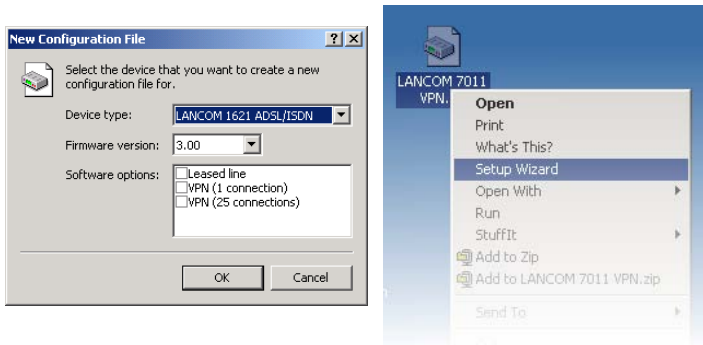 New Configuration File
Select the device that you want to create a new
configuration file for.
Device type:
LANCOM 1621 ADSL/ISDN
Firmware version:
3.00
Software options:
Leased line
VPN (1 connection)
VPN (25 connections)
OK
Cancel
LANCOM 7011
VPN.
Open
Print
What's This?
Setup Wizard
Open With
Run
StuffIt
Add to Zip
Add to LANCOM 7011 VPN.zip
Send To